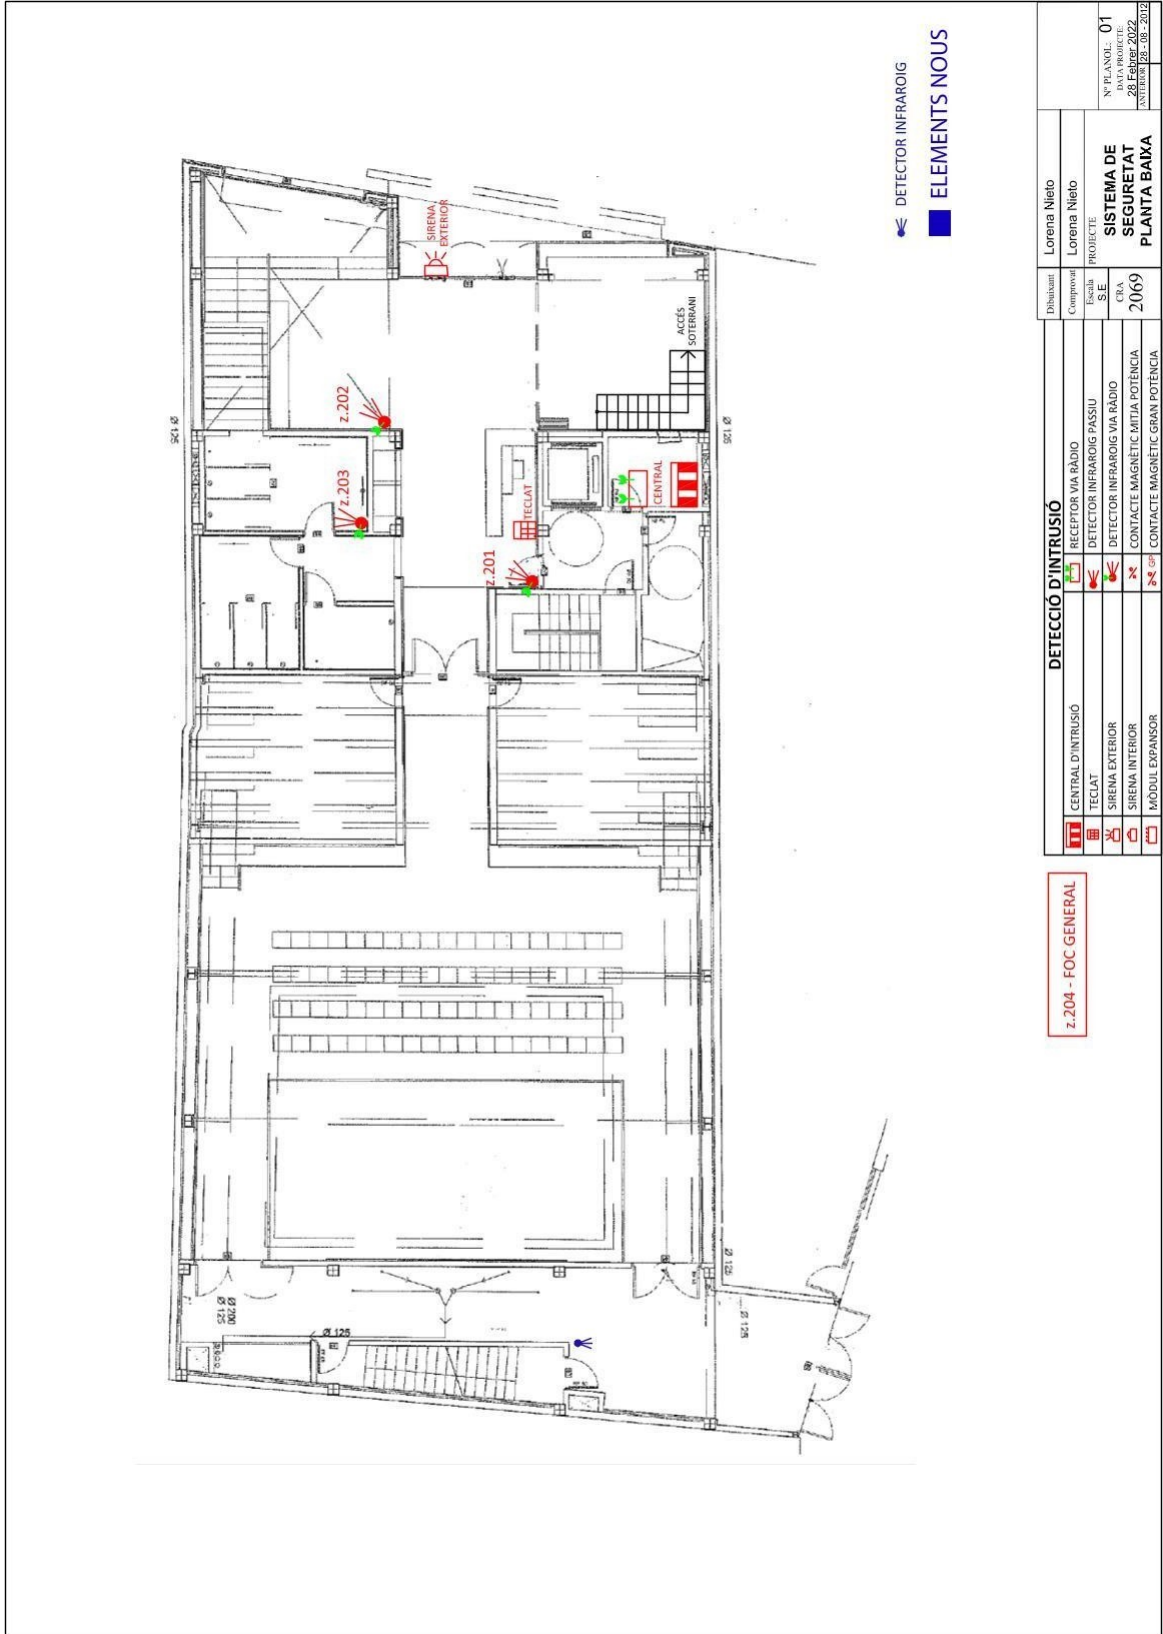 DETECTOR INFRAROIG
ELEMENTS NOUS
SIRENA
EXTERIOR
z.202
z.203
z.201
TECLAT
CENTRAL
ACCÉS
SOTERRANI
Ø 125
Ø 125
Ø 125
Ø 125
Ø 200
Ø 125
Ø 125
z.204 - FOC GENERAL
DETECCIÓ D'INTRUSIÓ
CENTRAL D'INTRUSIÓ
RECEPTOR VIA RÀDIO
TECLAT
DETECTOR INFRAROIG PASSIU
SIRENA EXTERIOR
DETECTOR INFRAROIG VIA RÀDIO
SIRENA INTERIOR
CONTACTE MAGNÈTIC MITJA POTÈNCIA
MÒDUL EXPANSOR
GP CONTACTE MAGNÈTIC GRAN POTÈNCIA
Dibuixant Lorena Nieto
Comprovat Lorena Nieto
Escala
S.E
CRA
2069
PROJECTE
SISTEMA DE
SEGURETAT
PLANTA BAIXA
Nº PLANOL: 01
DATA PROJECTE:
28 Febrer 2022
ANTERIOR 28 - 08 - 2012